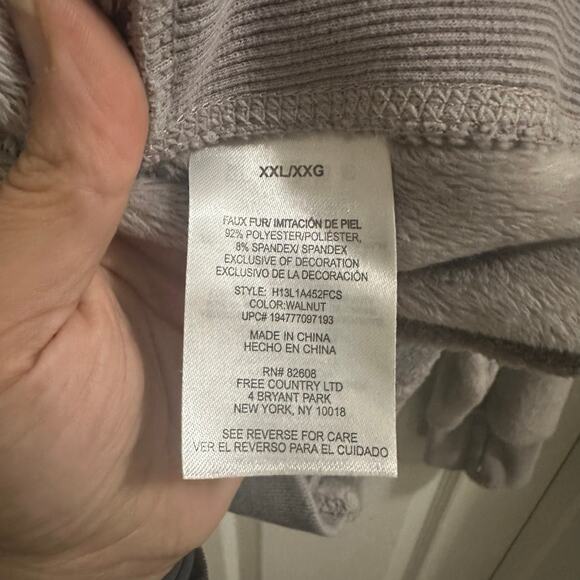 XXL/XXG
FAUX FUR/ IMITACIÓN DE PIEL
92% POLYESTER/POLIÉSTER,
8% SPANDEX/ SPANDEX
EXCLUSIVE OF DECORATION
EXCLUSIVO DE LA DECORACIÓN
STYLE: H13L1A452FCS
COLOR:WALNUT
UPC# 194777097193
MADE IN CHINA
HECHO EN CHINA
RN# 82608
FREE COUNTRY LTD
4 BRYANT PARK
NEW YORK, NY 10018
SEE REVERSE FOR CARE
VER EL REVERSO PARA EL CUIDADO